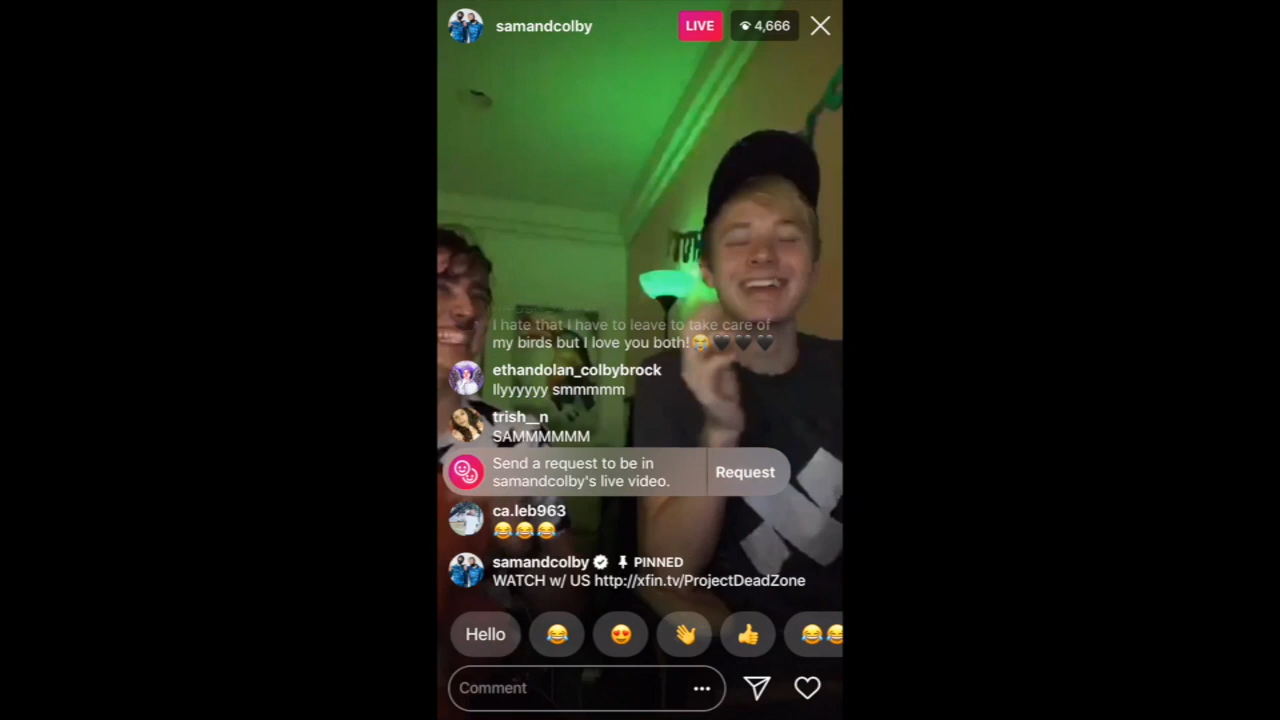 samandcolby
LIVE
4,666
I hate that I have to leave to take care of
my birds but I love you both!😭🖤🖤🖤
ethandolan_colbybrock
Ilyyyyyy smmmmm
trish__n
SAMMMMMM
Send a request to be in
samandcolby's live video.
Request
ca.leb963
😂😂😂
samandcolby PINNED
WATCH w/ US http://xfin.tv/ProjectDeadZone
Hello 😂 😍 👋 👍 😂😂
Comment